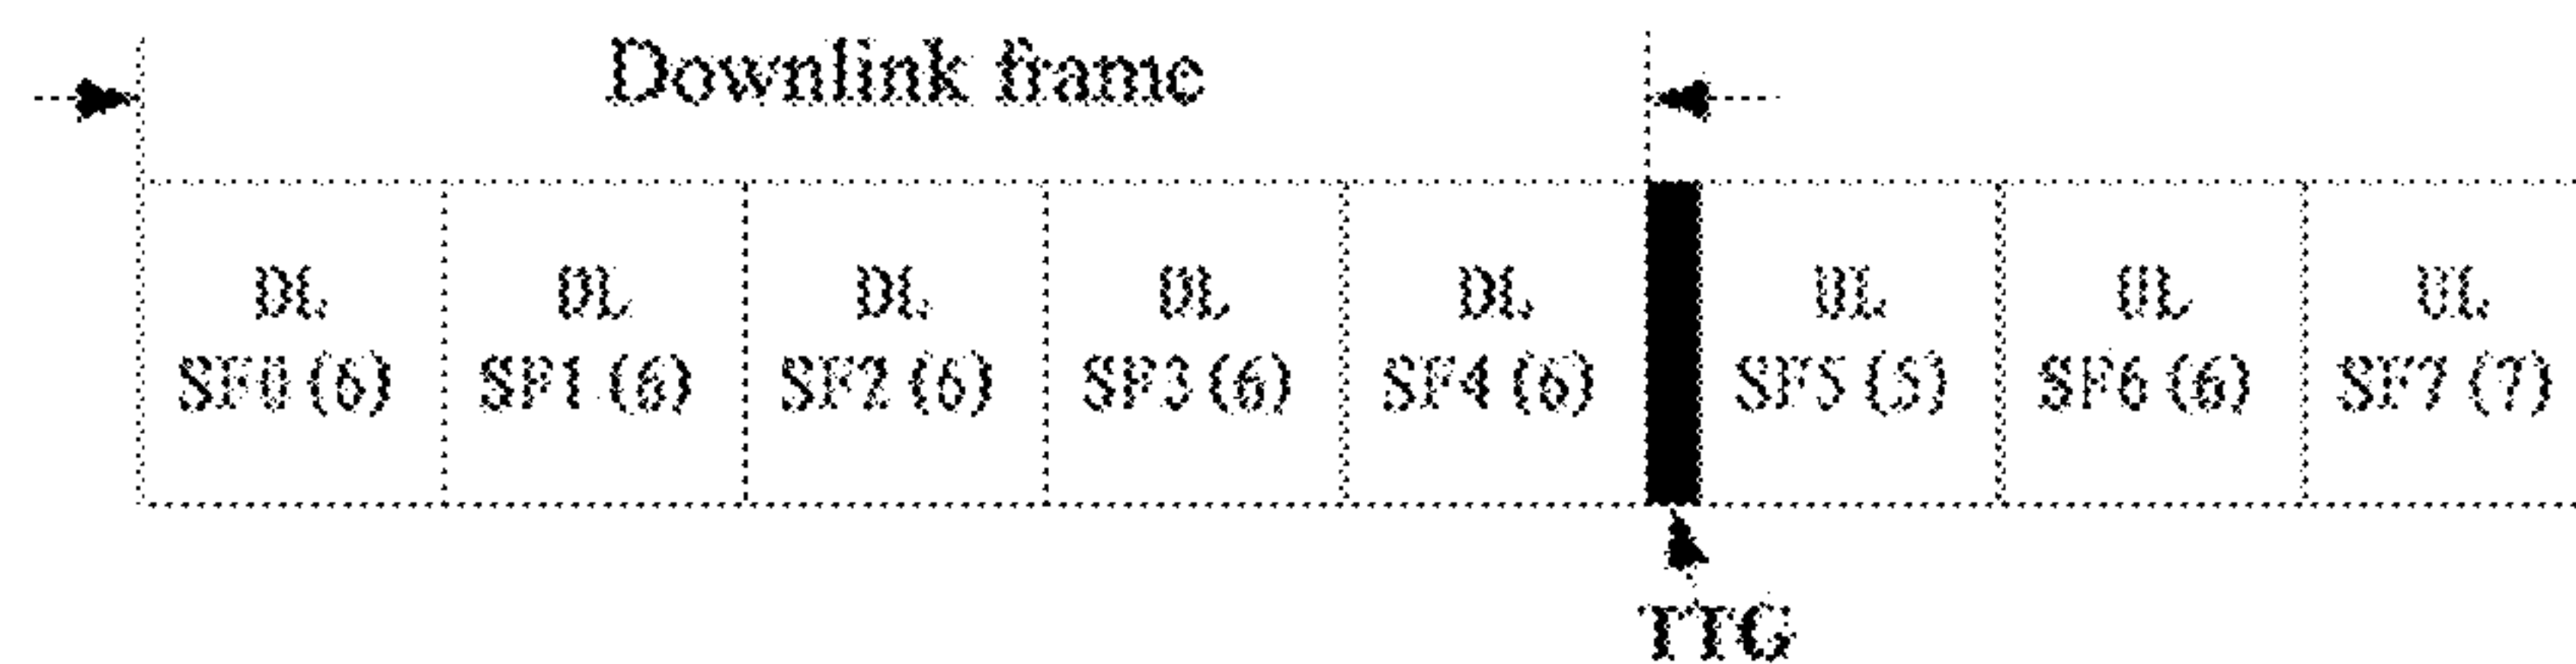 Downlink frame
DL DL DL DL DL UL UL UL
SF0 (6) SF1 (6) SF2 (6) SF3 (6) SF4 (6) SF5 (5) SF6 (6) SF7 (7)
TTG